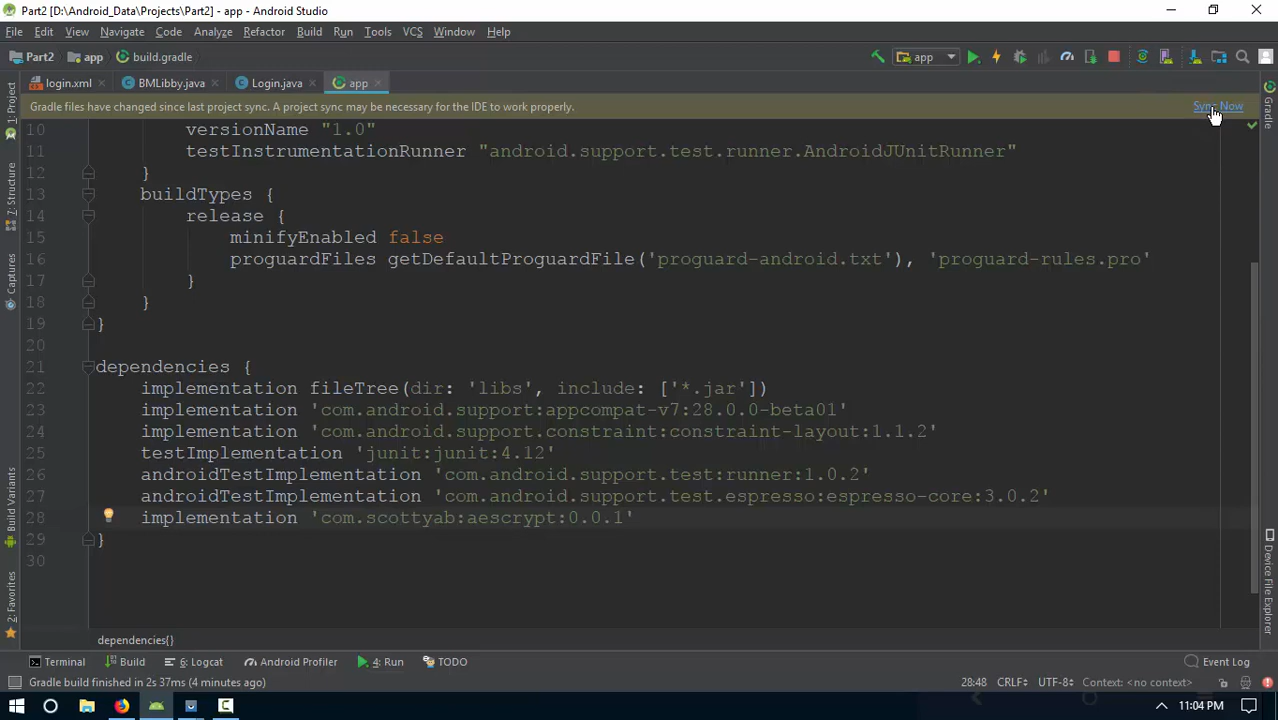 Part2 [D:\Android_Data\Projects\Part2] - app - Android Studio
File Edit View Navigate Code Analyze Refactor Build Run Tools VCS Window Help
Part2 app build.gradle app
login.xml BMLibby.java Login.java app
Gradle files have changed since last project sync. A project sync may be necessary for the IDE to work properly. Sync Now
10 versionName "1.0"
11 testInstrumentationRunner "android.support.test.runner.AndroidJUnitRunner"
12 }
13 buildTypes {
14 release {
15 minifyEnabled false
16 proguardFiles getDefaultProguardFile('proguard-android.txt'), 'proguard-rules.pro'
17 }
18 }
19 }
20
21 dependencies {
22 implementation fileTree(dir: 'libs', include: ['*.jar'])
23 implementation 'com.android.support:appcompat-v7:28.0.0-beta01'
24 implementation 'com.android.support.constraint:constraint-layout:1.1.2'
25 testImplementation 'junit:junit:4.12'
26 androidTestImplementation 'com.android.support.test:runner:1.0.2'
27 androidTestImplementation 'com.android.support.test.espresso:espresso-core:3.0.2'
28 implementation 'com.scottyab:aescrypt:0.0.1'
29 }
30
1: Project
7: Structure
Captures
Build Variants
2: Favorites
Gradle
Device File Explorer
dependencies{}
Terminal Build 6: Logcat Android Profiler 4: Run TODO Event Log
Gradle build finished in 2s 37ms (4 minutes ago) 28:48 CRLF UTF-8 Context: <no context>
11:04 PM